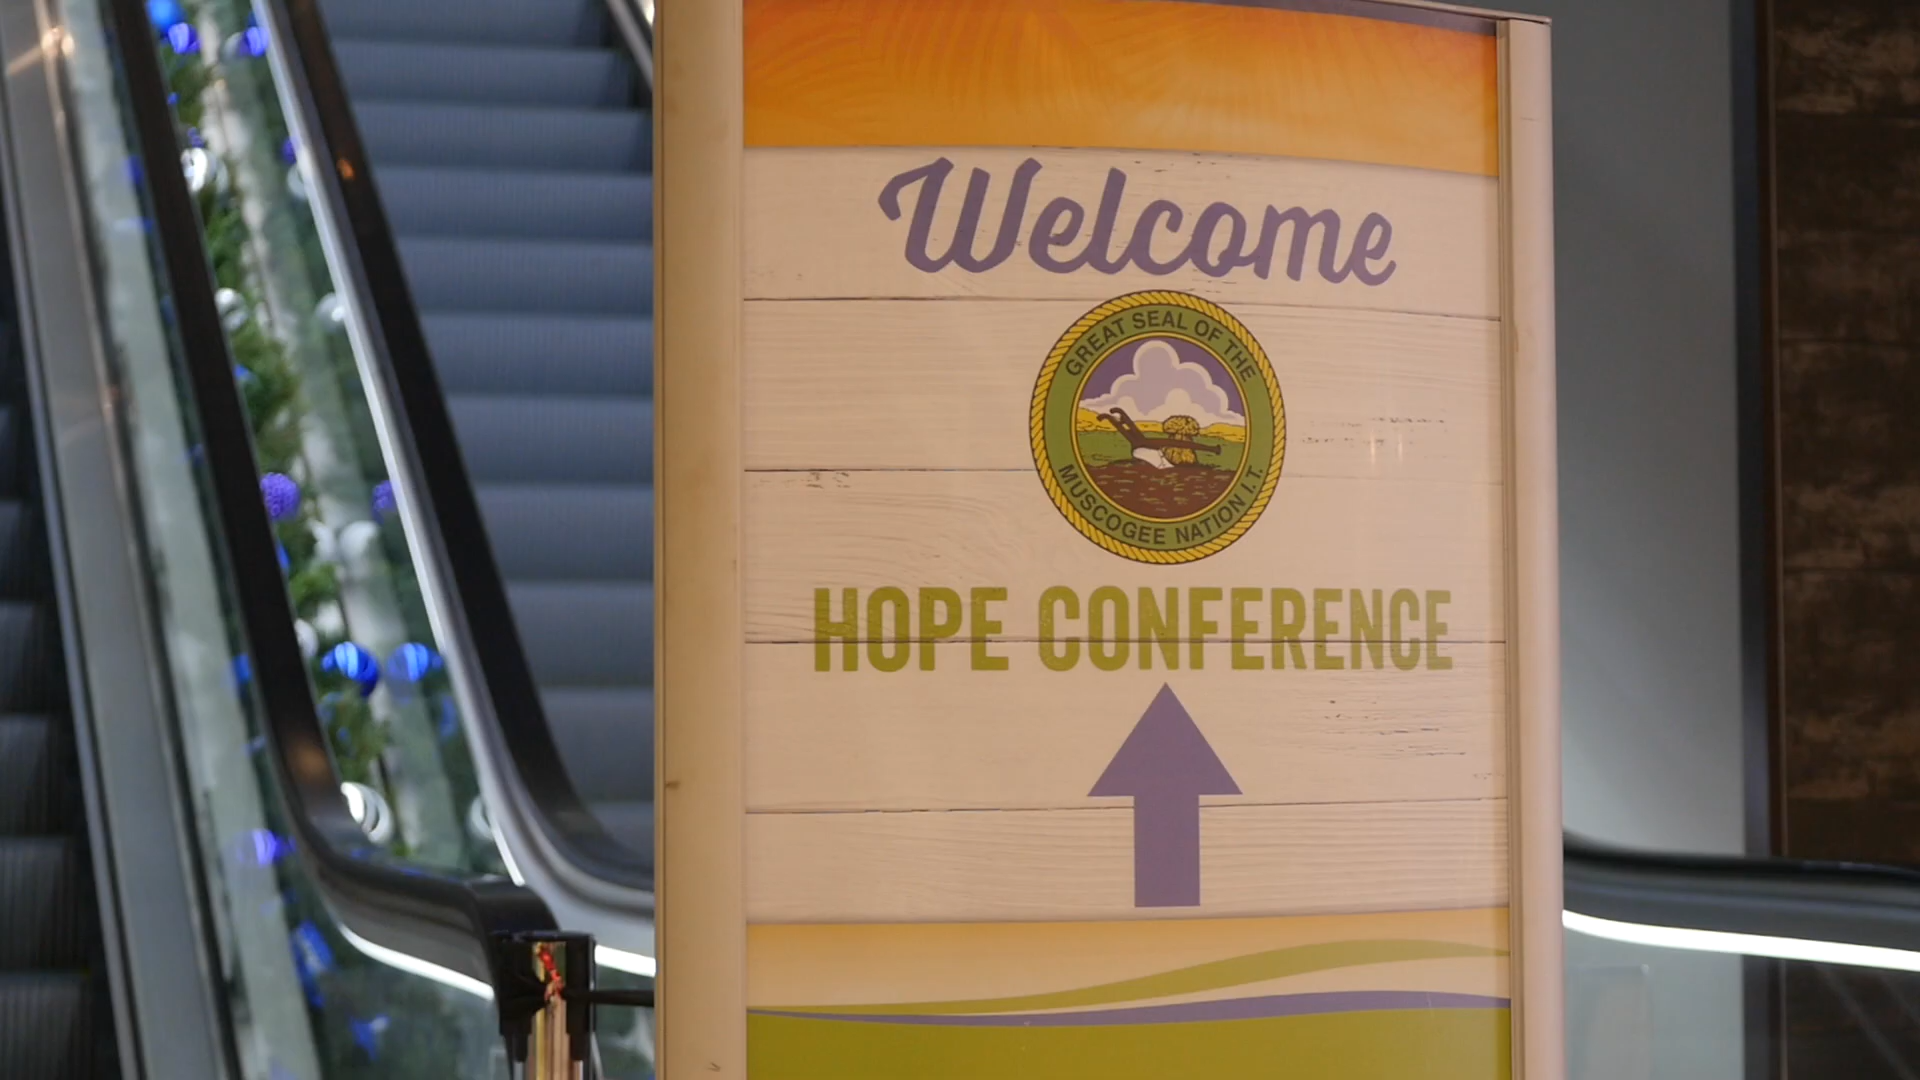 Welcome
GREAT SEAL OF THE
MUSCOGEE NATION I.T.
HOPE CONFERENCE